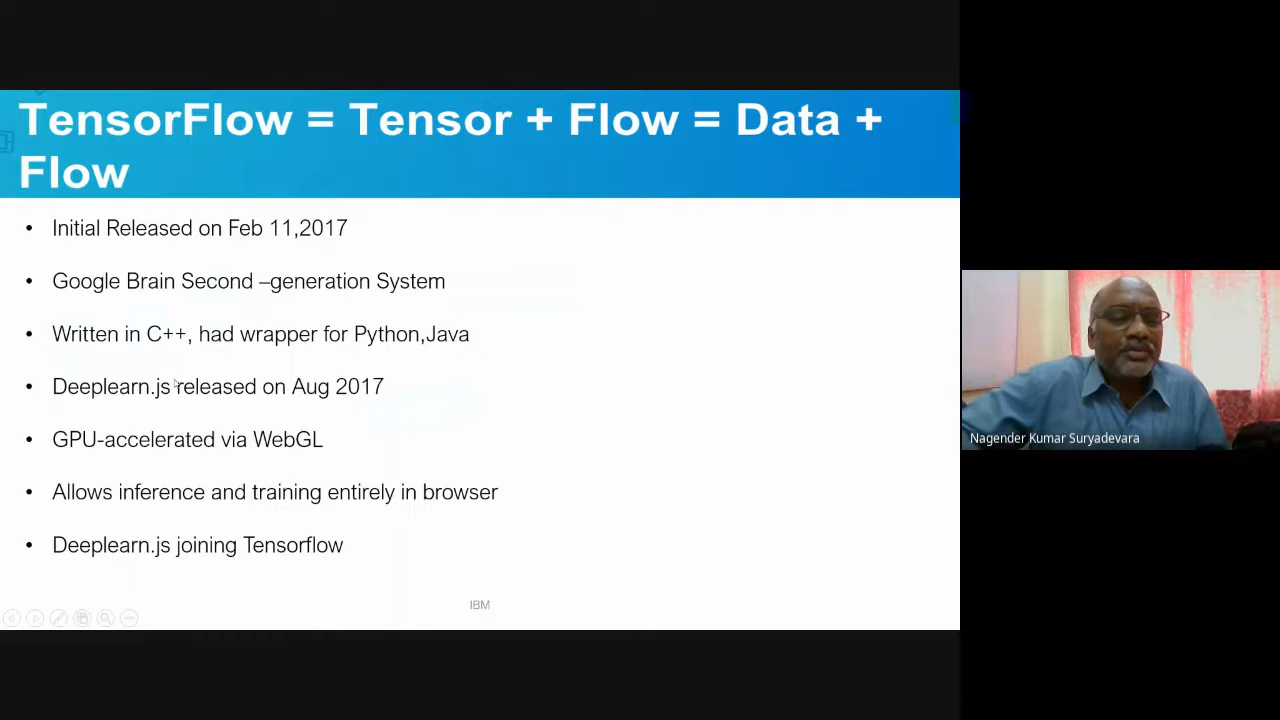 TensorFlow = Tensor + Flow = Data +
Flow
• Initial Released on Feb 11,2017
• Google Brain Second –generation System
• Written in C++, had wrapper for Python,Java
• Deeplearn.js released on Aug 2017
• GPU-accelerated via WebGL
• Allows inference and training entirely in browser
• Deeplearn.js joining Tensorflow
IBM
Nagender Kumar Suryadevara